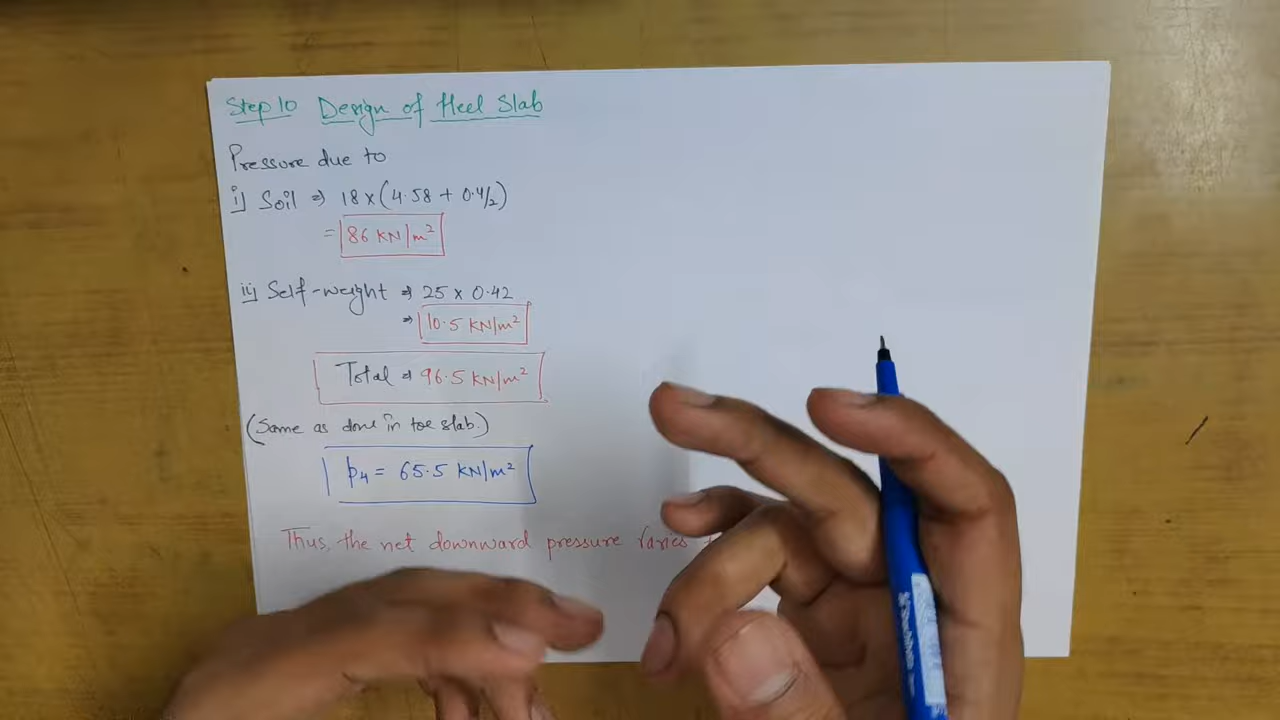 Step 10 Design of Heel Slab
Pressure due to
i) Soil ⇒ 18 x (4.58 + 0.4/2)
= 86 KN/m²
ii) Self-weight ⇒ 25 x 0.42
⇒ 10.5 KN/m²
Total ⇒ 96.5 KN/m²
(Same as done in toe slab.)
p4 = 65.5 KN/m²
Thus, the net downward pressure varies